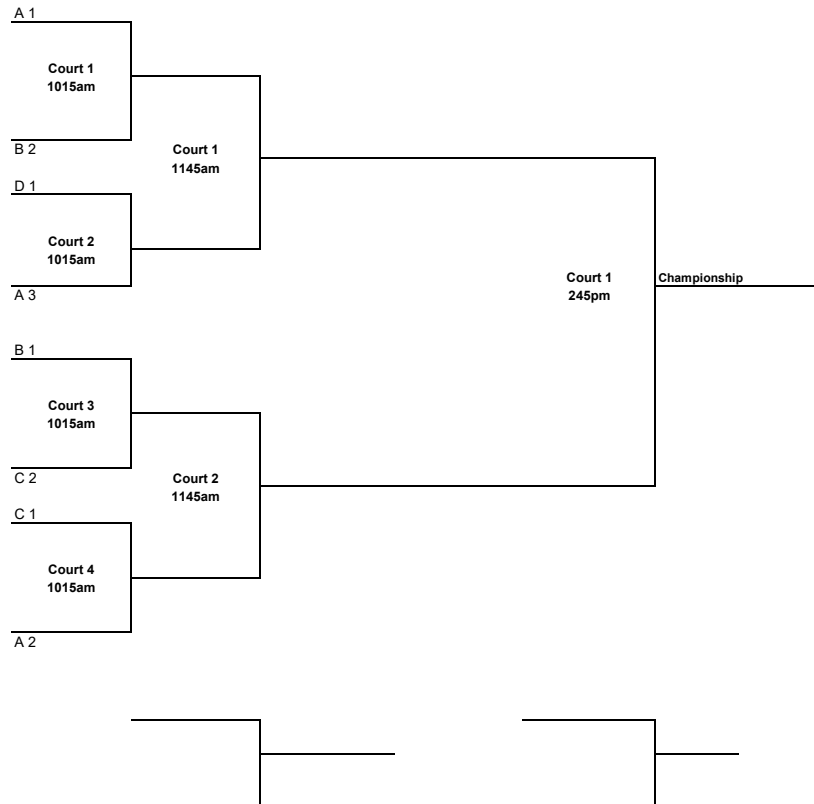 A 1
Court 1
1015am
B 2
Court 1
1145am
D 1
Court 2
1015am
A 3
Court 1
245pm
Championship
B 1
Court 3
1015am
C 2
Court 2
1145am
C 1
Court 4
1015am
A 2